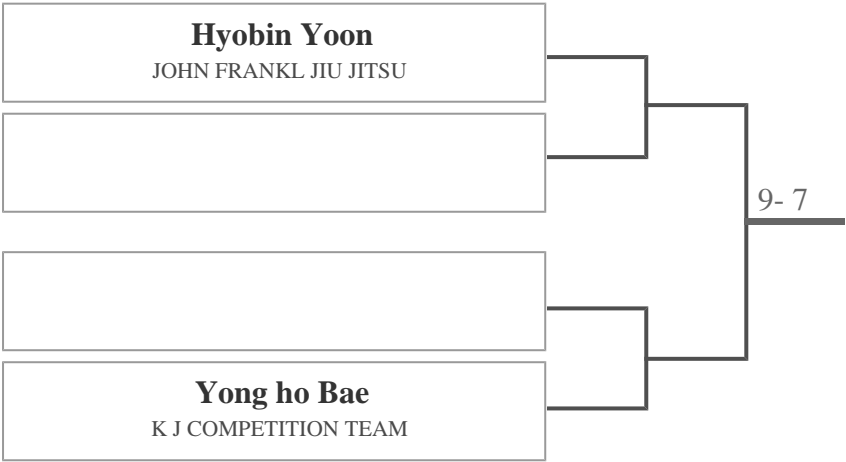 Hyobin Yoon
JOHN FRANKL JIU JITSU
9- 7
Yong ho Bae
K J COMPETITION TEAM